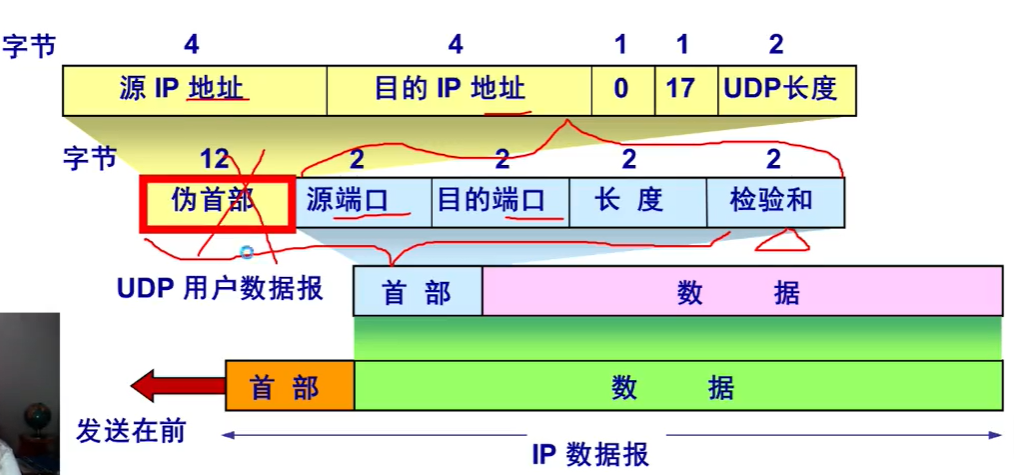 字节 4 4 1 1 2
源 IP 地址 目的 IP 地址 0 17 UDP长度
字节 12 2 2 2 2
伪首部 源端口 目的端口 长 度 检验和
UDP 用户数据报 首 部 数 据
首 部 数 据
发送在前
IP 数据报